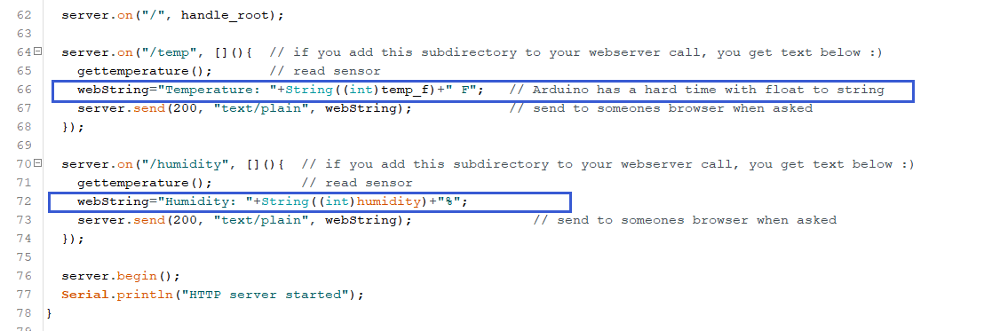 62 server.on("/", handle_root);
63
64 server.on("/temp", [](){ // if you add this subdirectory to your webserver call, you get text below :)
65 gettemperature(); // read sensor
66 webString="Temperature: "+String((int)temp_f)+" F"; // Arduino has a hard time with float to string
67 server.send(200, "text/plain", webString); // send to someones browser when asked
68 });
69
70 server.on("/humidity", [](){ // if you add this subdirectory to your webserver call, you get text below :)
71 gettemperature(); // read sensor
72 webString="Humidity: "+String((int)humidity)+"%";
73 server.send(200, "text/plain", webString); // send to someones browser when asked
74 });
75
76 server.begin();
77 Serial.println("HTTP server started");
78 }